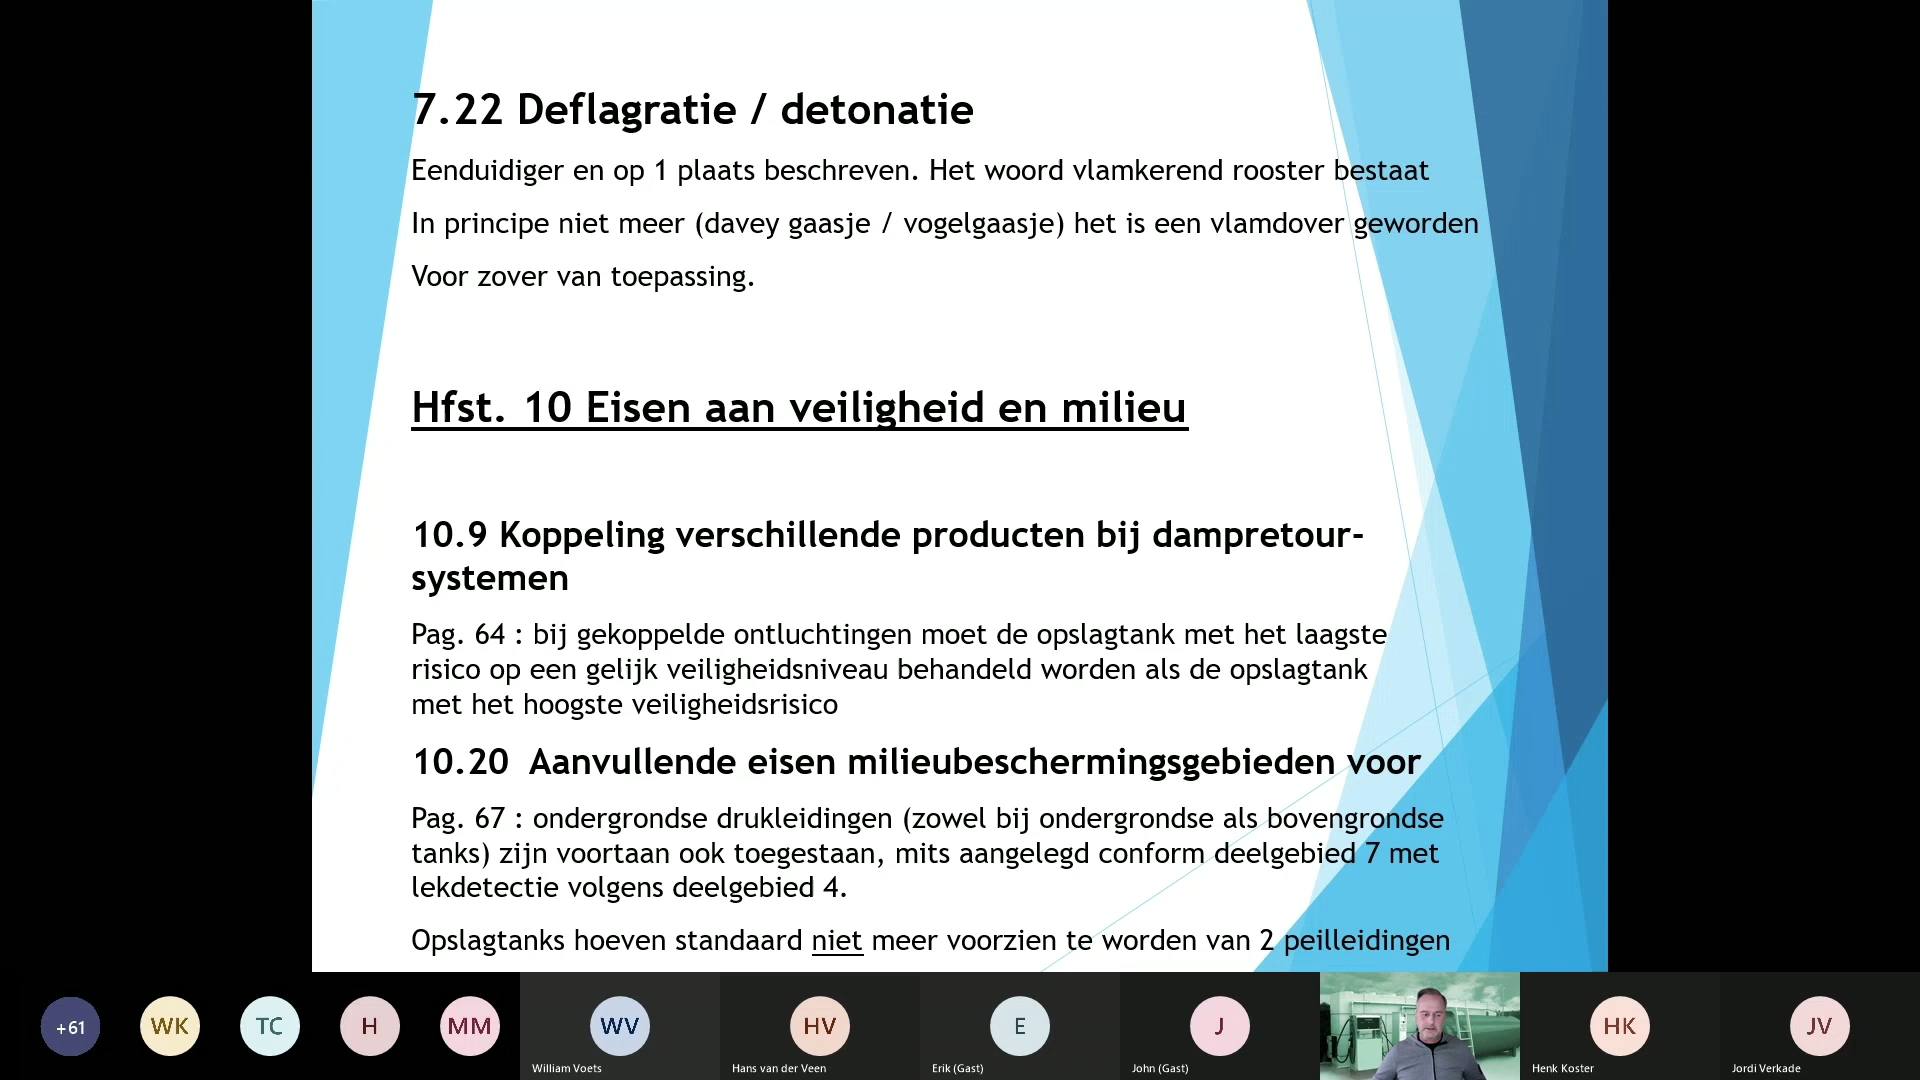 7.22 Deflagratie / detonatie
Eenduidiger en op 1 plaats beschreven. Het woord vlamkerend rooster bestaat
In principe niet meer (davey gaasje / vogelgaasje) het is een vlamdover geworden
Voor zover van toepassing.
Hfst. 10 Eisen aan veiligheid en milieu
10.9 Koppeling verschillende producten bij dampretour-
systemen
Pag. 64 : bij gekoppelde ontluchtingen moet de opslagtank met het laagste
risico op een gelijk veiligheidsniveau behandeld worden als de opslagtank
met het hoogste veiligheidsrisico
10.20 Aanvullende eisen milieubeschermingsgebieden voor
Pag. 67 : ondergrondse drukleidingen (zowel bij ondergrondse als bovengrondse
tanks) zijn voortaan ook toegestaan, mits aangelegd conform deelgebied 7 met
lekdetectie volgens deelgebied 4.
Opslagtanks hoeven standaard niet meer voorzien te worden van 2 peilleidingen
+61 WK TC H MM WV HV E J HK JV
William Voets Hans van der Veen Erik (Gast) John (Gast) Henk Koster Jordi Verkade